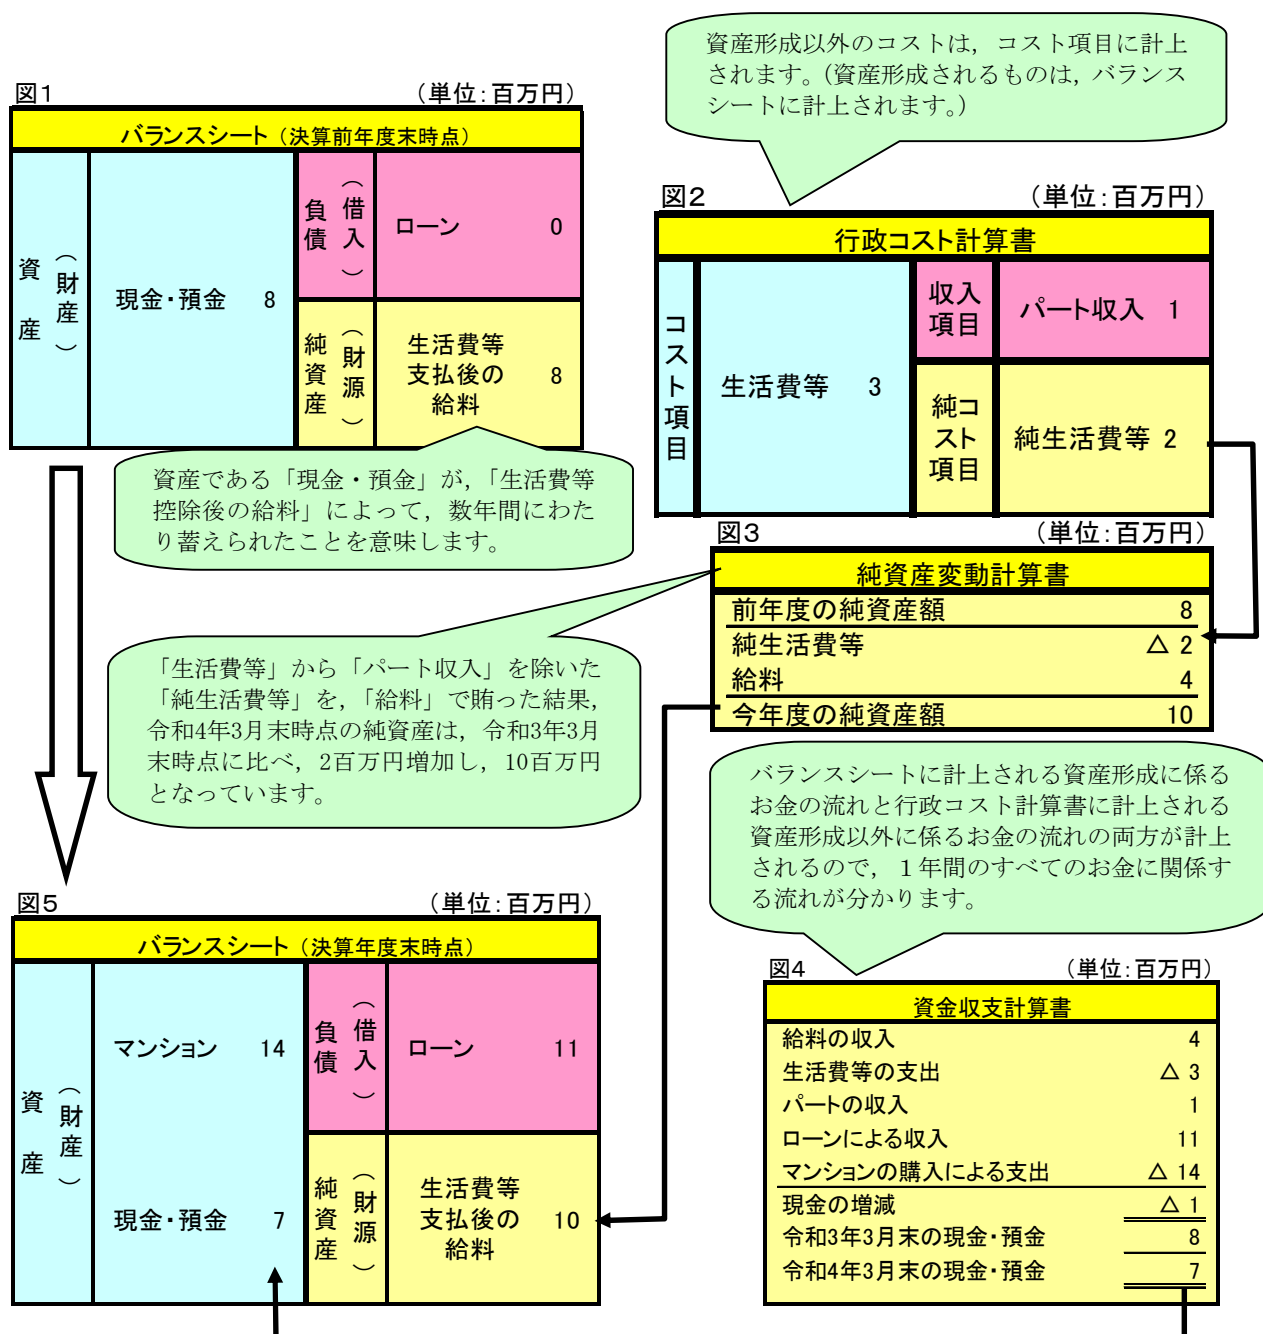 資産形成以外のコストは，コスト項目に計上
されます。（資産形成されるものは，バランス
シートに計上されます。）
図1
（単位：百万円）
バランスシート（決算前年度末時点）
資産
（財産）
現金・預金 8
負債
（借入）
ローン 0
純資産
（財源）
生活費等
支払後の 8
給料
図2
（単位：百万円）
行政コスト計算書
コスト項目
生活費等 3
収入
項目
パート収入 1
純コ
スト
項目
純生活費等 2
資産である「現金・預金」が，「生活費等
控除後の給料」によって，数年間にわた
り蓄えられたことを意味します。
図3
（単位：百万円）
純資産変動計算書
前年度の純資産額 8
純生活費等 △ 2
給料 4
今年度の純資産額 10
「生活費等」から「パート収入」を除いた
「純生活費等」を，「給料」で賄った結果，
令和4年3月末時点の純資産は，令和3年3月
末時点に比べ，2百万円増加し，10百万円
となっています。
バランスシートに計上される資産形成に係る
お金の流れと行政コスト計算書に計上される
資産形成以外に係るお金の流れの両方が計上
されるので，１年間のすべてのお金に関係す
る流れが分かります。
図5
（単位：百万円）
バランスシート（決算年度末時点）
資産
（財産）
マンション 14
現金・預金 7
負債
（借入）
ローン 11
純資産
（財源）
生活費等
支払後の 10
給料
図4
（単位：百万円）
資金収支計算書
給料の収入 4
生活費等の支出 △ 3
パートの収入 1
ローンによる収入 11
マンションの購入による支出 △ 14
現金の増減 △ 1
令和3年3月末の現金・預金 8
令和4年3月末の現金・預金 7